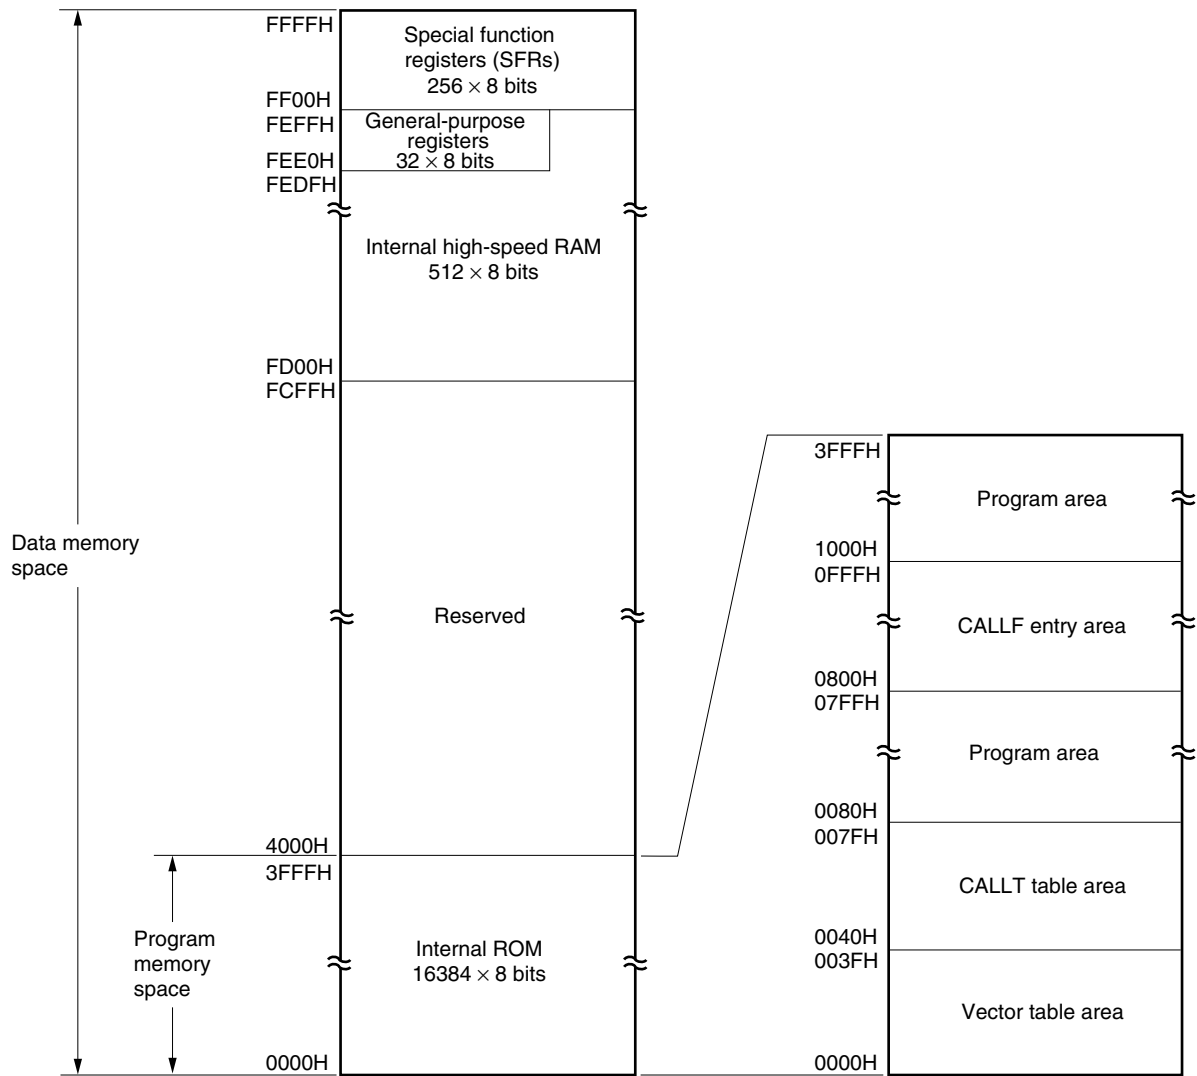 FFFFH
Special function
registers (SFRs)
256 × 8 bits
FF00H
FEFFH
General-purpose
registers
32 × 8 bits
FEE0H
FEDFH
Internal high-speed RAM
512 × 8 bits
FD00H
FCFFH
Data memory
space
Reserved
4000H
3FFFH
Program
memory
space
Internal ROM
16384 × 8 bits
0000H
3FFFH
Program area
1000H
0FFFH
CALLF entry area
0800H
07FFH
Program area
0080H
007FH
CALLT table area
0040H
003FH
Vector table area
0000H